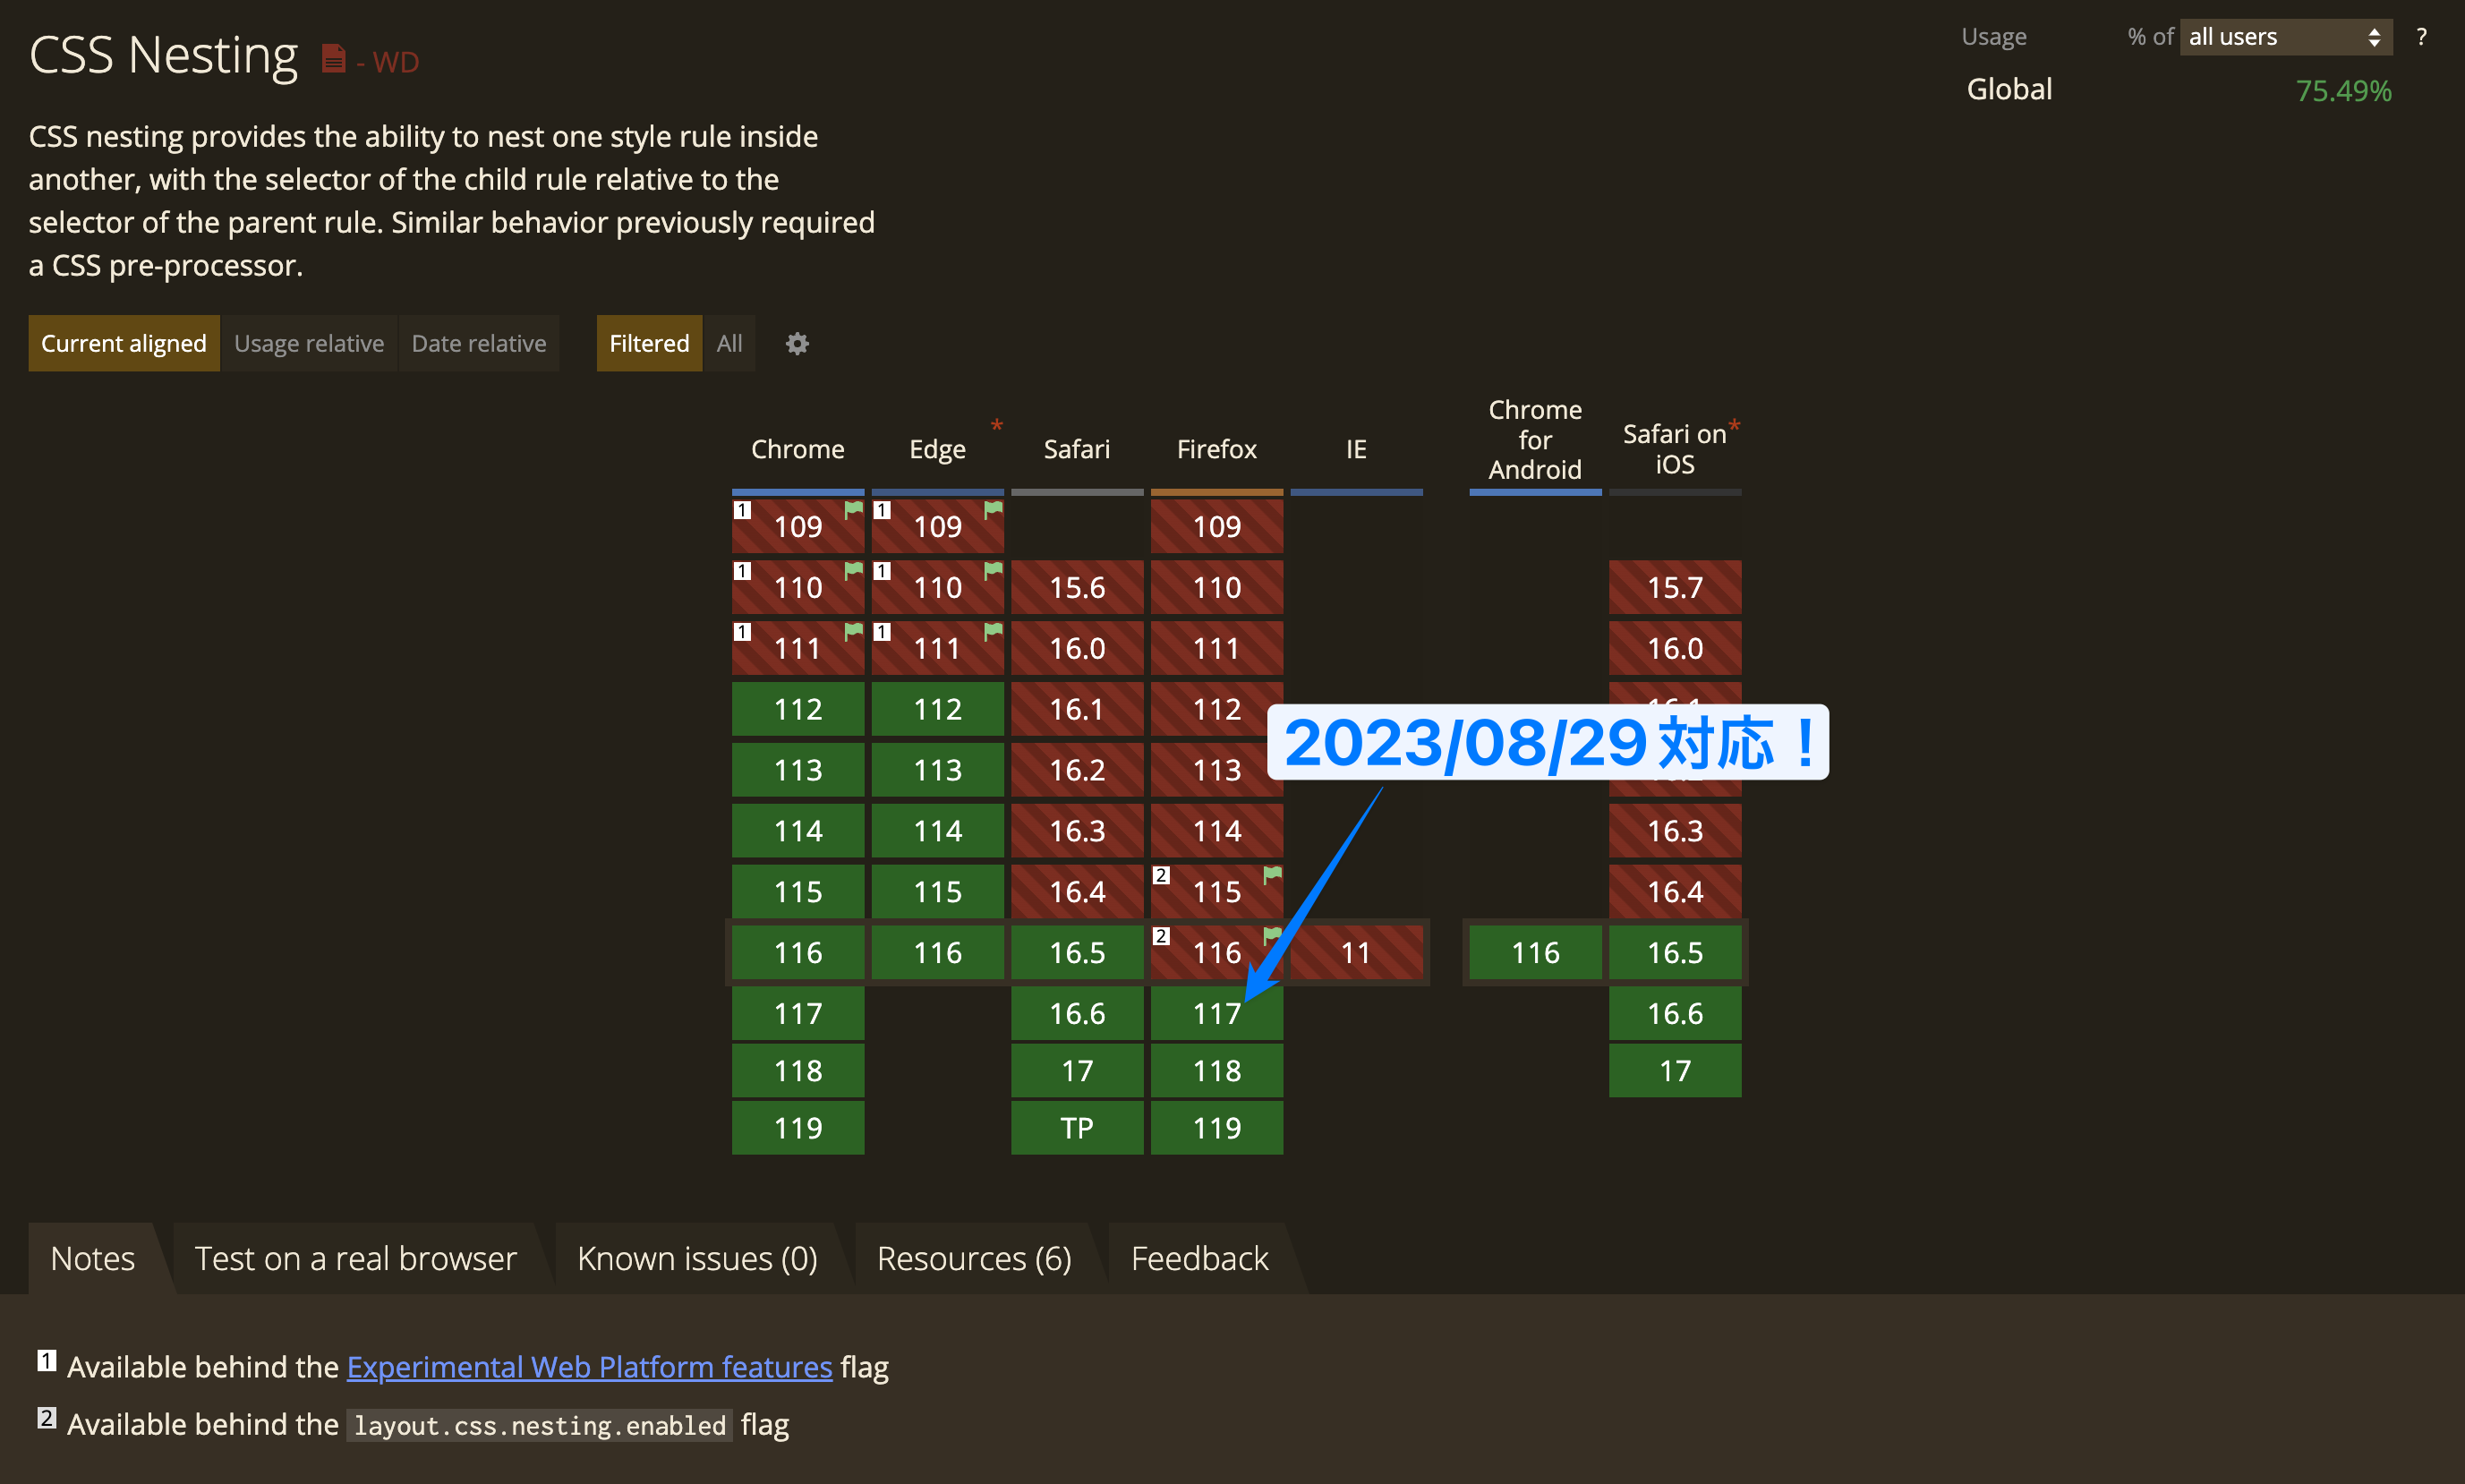 CSS Nesting - WD
Usage % of all users ?
Global 75.49%
CSS nesting provides the ability to nest one style rule inside
another, with the selector of the child rule relative to the
selector of the parent rule. Similar behavior previously required
a CSS pre-processor.
Current aligned Usage relative Date relative Filtered All
Chrome Edge * Safari Firefox IE Chrome for Android Safari on iOS *
1 109 1 109 109
1 110 1 110 15.6 110 15.7
1 111 1 111 16.0 111 16.0
112 112 16.1 112
2023/08/29対応！
113 113 16.2 113
114 114 16.3 114 16.3
115 115 16.4 2 115 16.4
116 116 16.5 2 116 11 116 16.5
117 16.6 117 16.6
118 17 118 17
119 TP 119
Notes Test on a real browser Known issues (0) Resources (6) Feedback
1 Available behind the Experimental Web Platform features flag
2 Available behind the layout.css.nesting.enabled flag